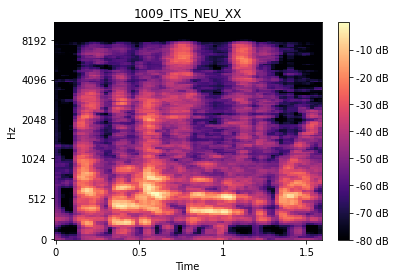 1009_ITS_NEU_XX
8192
4096
2048
1024
512
0
Hz
0
0.5
1
1.5
Time
-10 dB
-20 dB
-30 dB
-40 dB
-50 dB
-60 dB
-70 dB
-80 dB